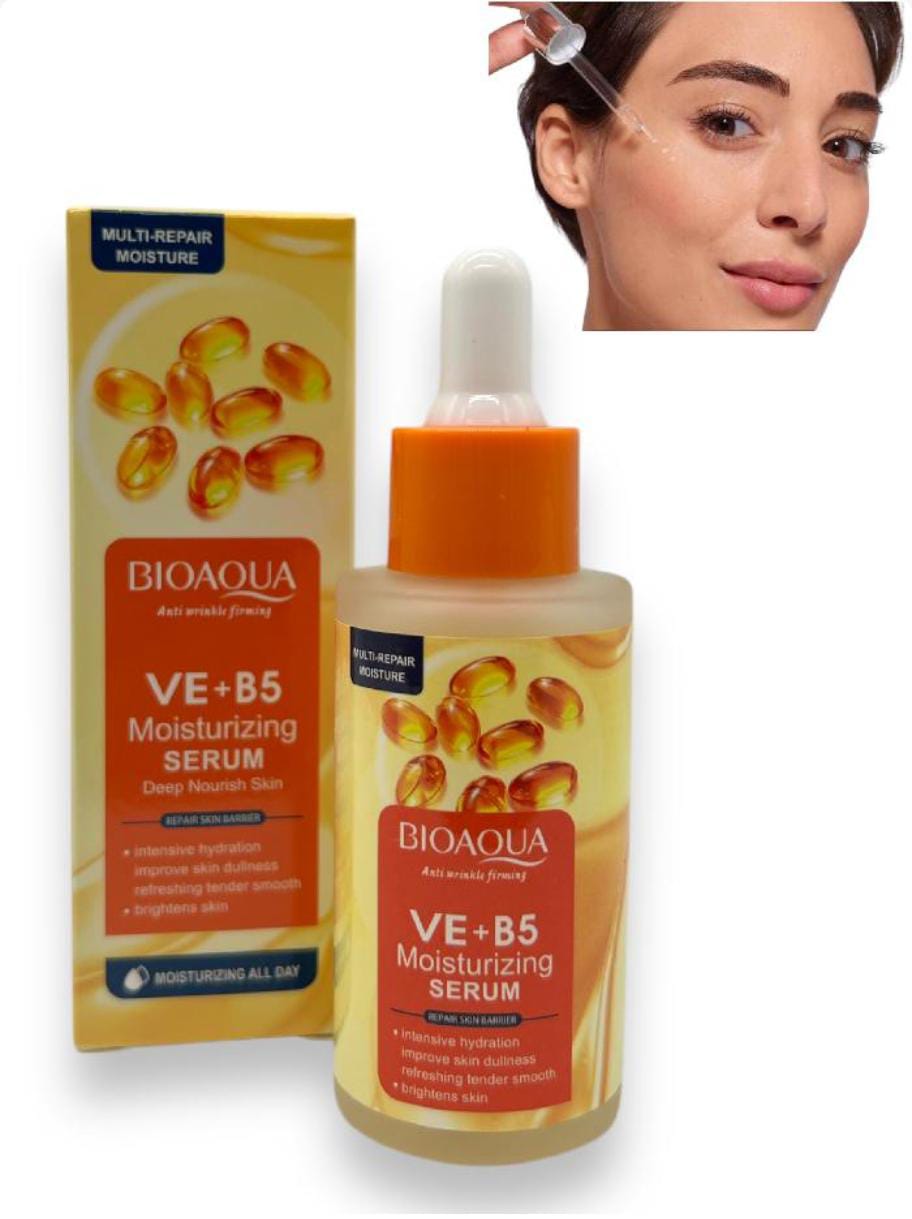 MULTI-REPAIR
MOISTURE
BIOAQUA
Anti wrinkle firming
VE+B5
Moisturizing
SERUM
Deep Nourish Skin
REPAIR SKIN BARRIER
• intensive hydration
improve skin dullness
refreshing tender smooth
• brightens skin
MOISTURIZING ALL DAY
MULTI-REPAIR
MOISTURE
BIOAQUA
Anti wrinkle firming
VE+B5
Moisturizing
SERUM
REPAIR SKIN BARRIER
• intensive hydration
improve skin dullness
refreshing tender smooth
• brightens skin